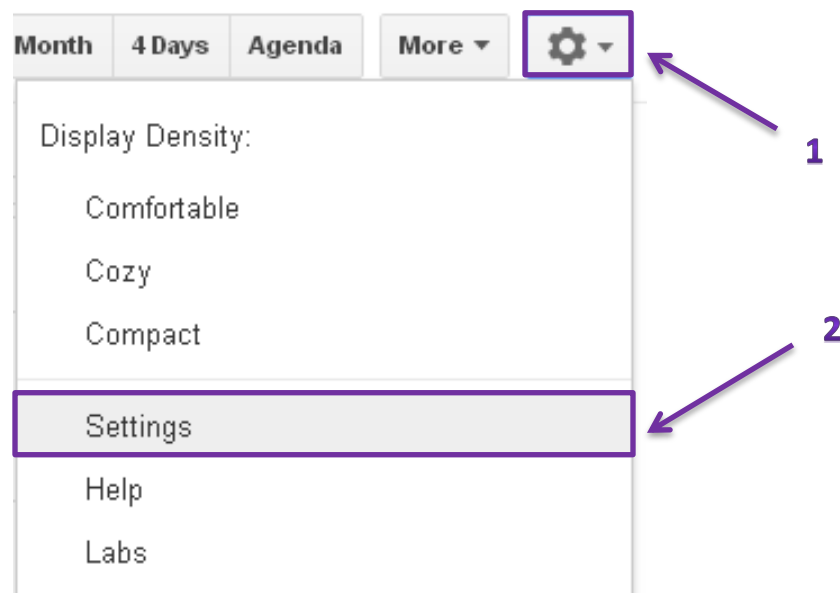 Month 4 Days Agenda More
1
Display Density:
Comfortable
Cozy
Compact
2
Settings
Help
Labs